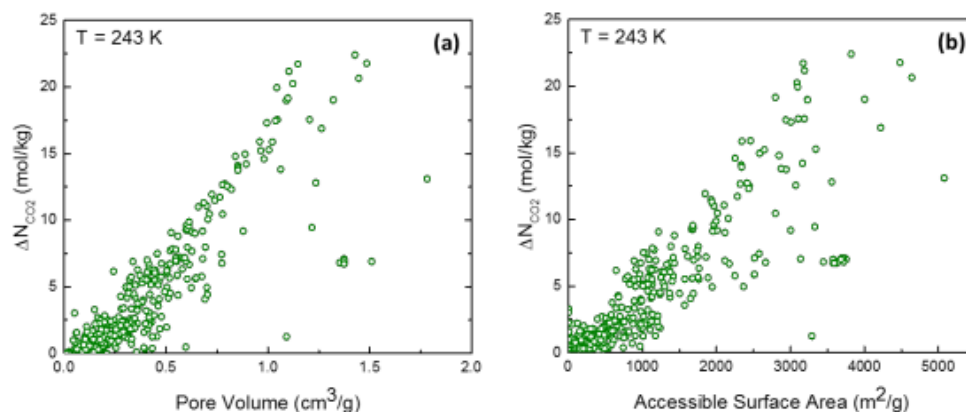 T = 243 K
(a)
ΔN_CO2 (mol/kg)
25
20
15
10
5
0
0.0 0.5 1.0 1.5 2.0
Pore Volume (cm³/g)
T = 243 K
(b)
ΔN_CO2 (mol/kg)
25
20
15
10
5
0
0 1000 2000 3000 4000 5000
Accessible Surface Area (m²/g)